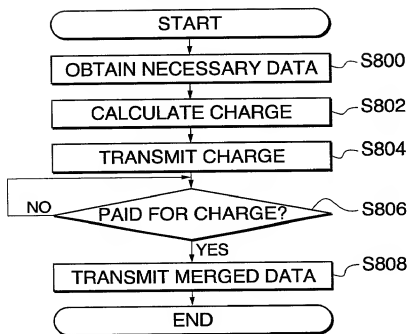 START
OBTAIN NECESSARY DATA
S800
CALCULATE CHARGE
S802
TRANSMIT CHARGE
S804
PAID FOR CHARGE?
S806
NO
YES
TRANSMIT MERGED DATA
S808
END